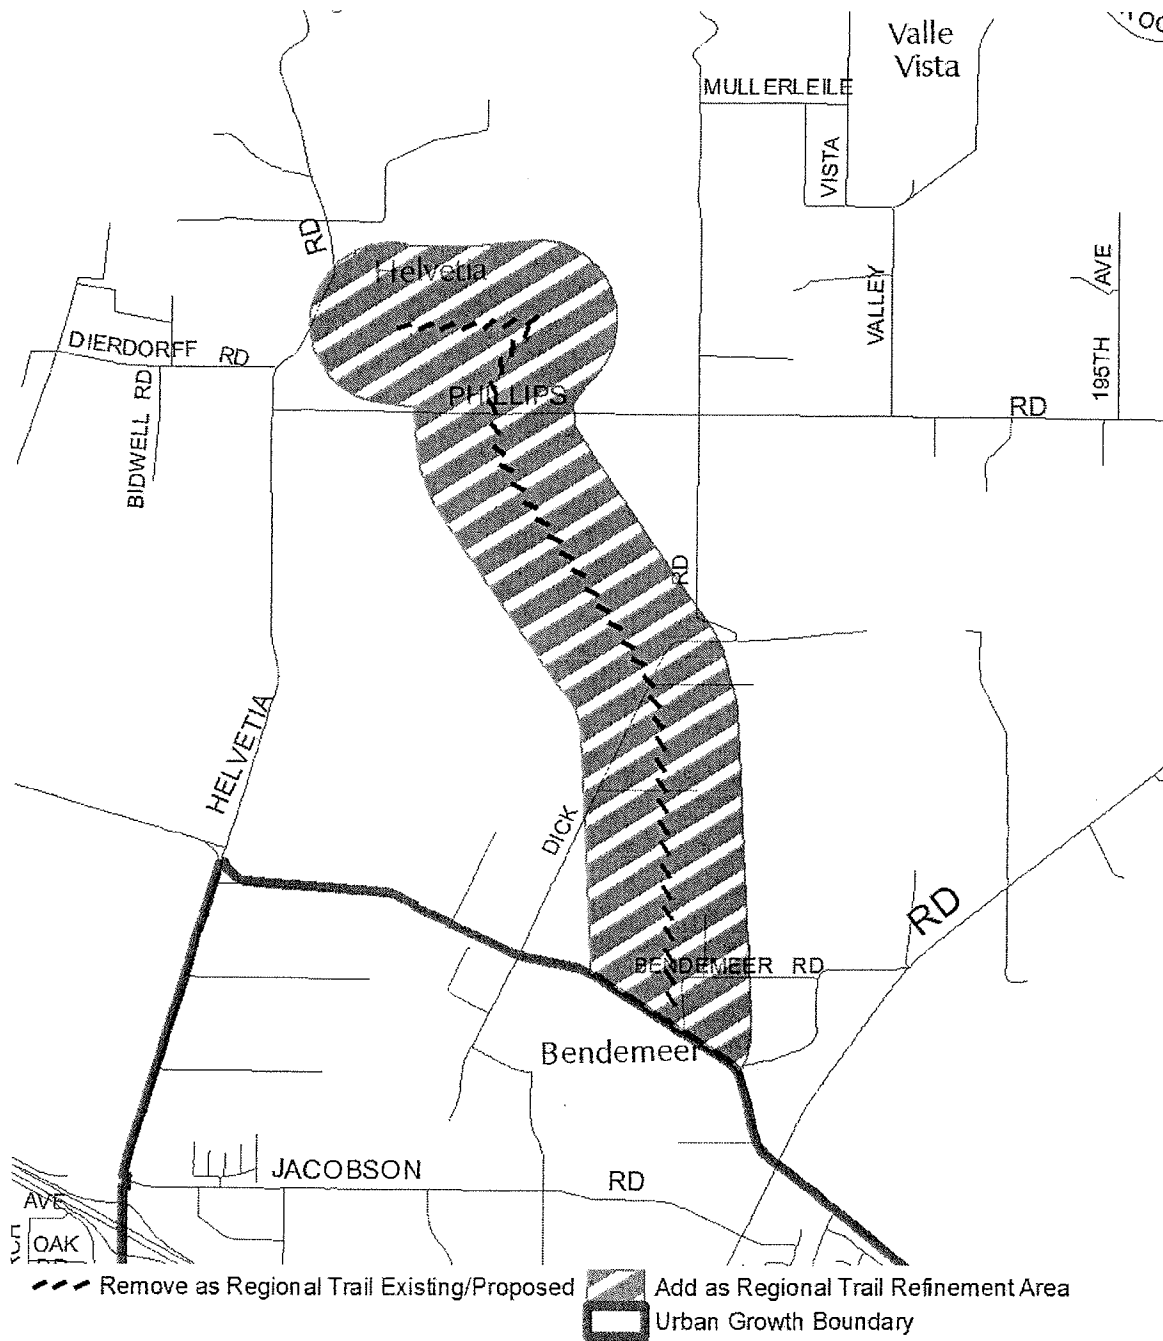 Valle
Vista
MULLERLEILE
VISTA
RD
Helvetia
VALLEY
AVE
195TH
DIERDORFF RD
BIDWELL RD
PHILLIPS
RD
RD
HELVETIA
DICK
RD
BENDEMEER RD
Bendemeer
JACOBSON
RD
AVE
OAK
Remove as Regional Trail Existing/Proposed
Add as Regional Trail Refinement Area
Urban Growth Boundary